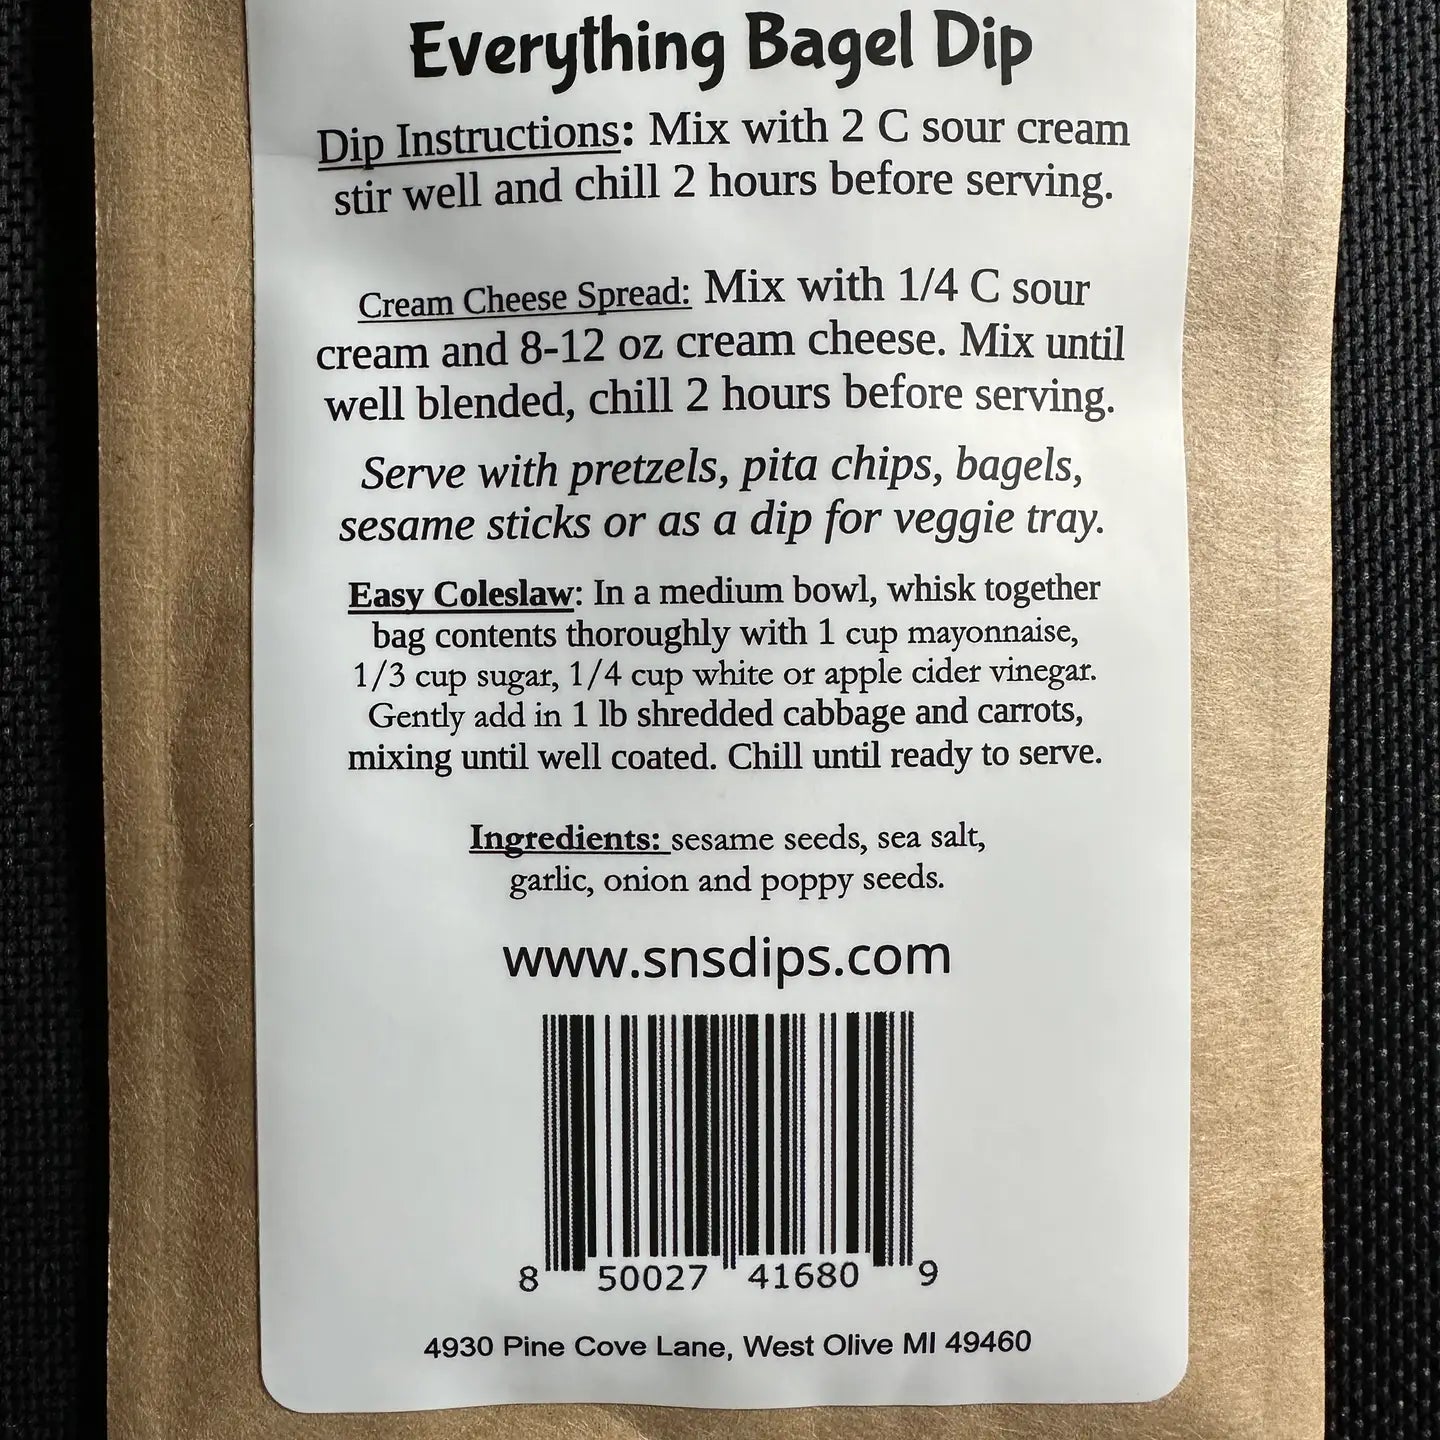 Everything Bagel Dip
Dip Instructions: Mix with 2 C sour cream
stir well and chill 2 hours before serving.
Cream Cheese Spread: Mix with 1/4 C sour
cream and 8-12 oz cream cheese. Mix until
well blended, chill 2 hours before serving.
Serve with pretzels, pita chips, bagels,
sesame sticks or as a dip for veggie tray.
Easy Coleslaw: In a medium bowl, whisk together
bag contents thoroughly with 1 cup mayonnaise,
1/3 cup sugar, 1/4 cup white or apple cider vinegar.
Gently add in 1 lb shredded cabbage and carrots,
mixing until well coated. Chill until ready to serve.
Ingredients: sesame seeds, sea salt,
garlic, onion and poppy seeds.
www.snsdips.com
8 50027 41680 9
4930 Pine Cove Lane, West Olive MI 49460